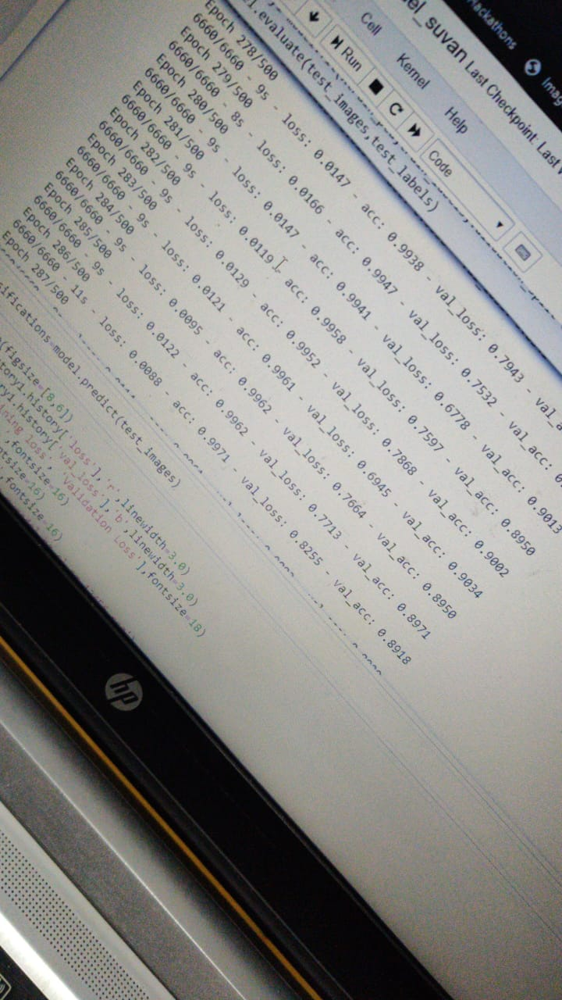 Hackathons
Imag
el_suvan Last Checkpoint: Last
Cell Kernel Help
Run Code
.evaluate(test_images,test_labels)
Epoch 278/500
6660/6660 - 9s - loss: 0.0147 - acc: 0.9938 - val_loss: 0.7943 - val_a
Epoch 279/500
6660/6660 - 8s - loss: 0.0166 - acc: 0.9947 - val_loss: 0.7532 - val_acc: 0.
Epoch 280/500
6660/6660 - 9s - loss: 0.0147 - acc: 0.9941 - val_loss: 0.6778 - val_acc: 0.9013
Epoch 281/500
6660/6660 - 9s - loss: 0.0119 - acc: 0.9958 - val_loss: 0.7597 - val_acc: 0.8950
Epoch 282/500
6660/6660 - 9s - loss: 0.0129 - acc: 0.9952 - val_loss: 0.7868 - val_acc: 0.9002
Epoch 283/500
6660/6660 - 9s - loss: 0.0121 - acc: 0.9961 - val_loss: 0.6945 - val_acc: 0.9034
Epoch 284/500
6660/6660 - 9s - loss: 0.0095 - acc: 0.9962 - val_loss: 0.7664 - val_acc: 0.8950
Epoch 285/500
6660/6660 - 9s - loss: 0.0122 - acc: 0.9962 - val_loss: 0.7713 - val_acc: 0.8971
Epoch 286/500
6660/6660 - 11s - loss: 0.0088 - acc: 0.9971 - val_loss: 0.8255 - val_acc: 0.8918
Epoch 287/500
sifications=model.predict(test_images)
(figsize=[8,6])
tory1.history['loss'],'r',linewidth=3.0)
ry1.history['val_loss'],'b',linewidth=3.0)
ning loss', 'Validation Loss'],fontsize=18)
,fontsize=16)
ntsize=16)
,fontsize=16)
hp